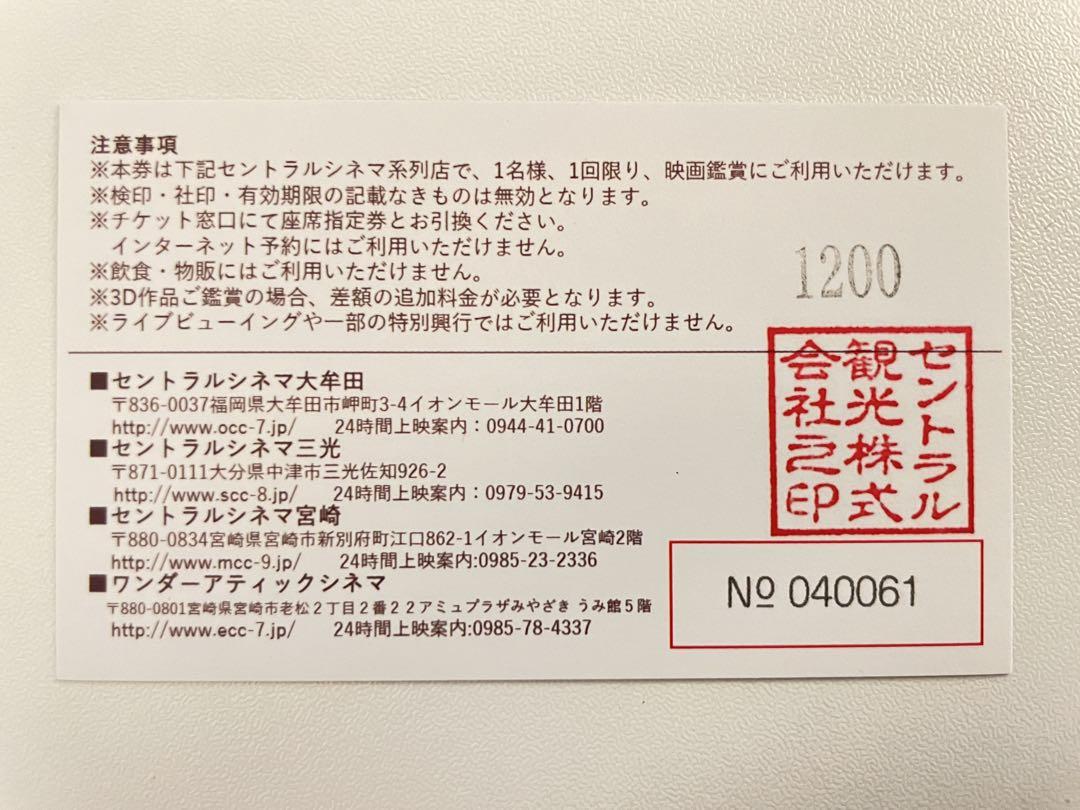 注意事項
※本券は下記セントラルシネマ系列店で、1名様、1回限り、映画鑑賞にご利用いただけます。
※検印・社印・有効期限の記載なきものは無効となります。
※チケット窓口にて座席指定券とお引換ください。
インターネット予約にはご利用いただけません。
※飲食・物販にはご利用いただけません。
※3D作品ご鑑賞の場合、差額の追加料金が必要となります。
※ライブビューイングや一部の特別興行ではご利用いただけません。
1200
セントラル
観光株式
会社之印
■セントラルシネマ大牟田
〒836-0037福岡県大牟田市岬町3-4イオンモール大牟田1階
http://www.occ-7.jp/ 24時間上映案内：0944-41-0700
■セントラルシネマ三光
〒871-0111大分県中津市三光佐知926-2
http://www.scc-8.jp/ 24時間上映案内：0979-53-9415
■セントラルシネマ宮崎
〒880-0834宮崎県宮崎市新別府町江口862-1イオンモール宮崎2階
http://www.mcc-9.jp/ 24時間上映案内:0985-23-2336
■ワンダーアティックシネマ
〒880-0801宮崎県宮崎市老松２丁目２番２２アミュプラザみやざき うみ館５階
http://www.ecc-7.jp/ 24時間上映案内:0985-78-4337
№ 040061